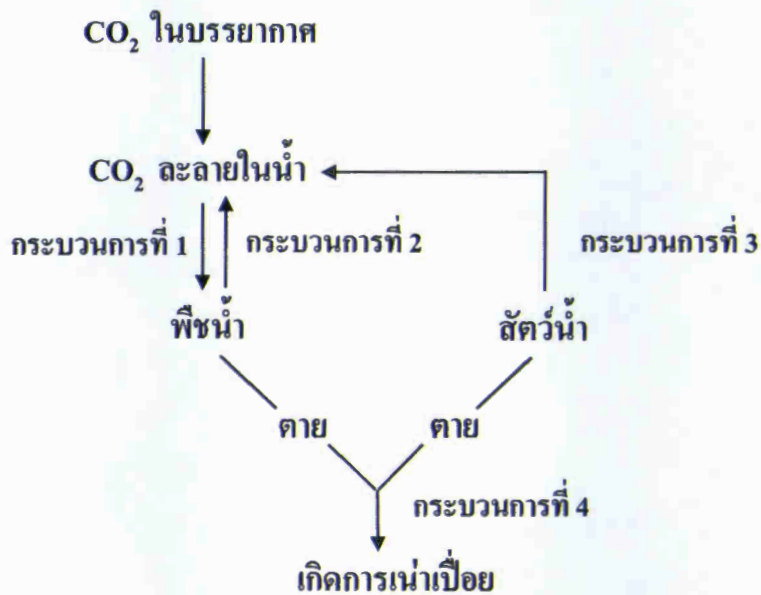 CO₂ ในบรรยากาศ
CO₂ ละลายในน้ำ
กระบวนการที่ 1 กระบวนการที่ 2 กระบวนการที่ 3
พืชน้ำ สัตว์น้ำ
ตาย ตาย
กระบวนการที่ 4
เกิดการเน่าเปื่อย